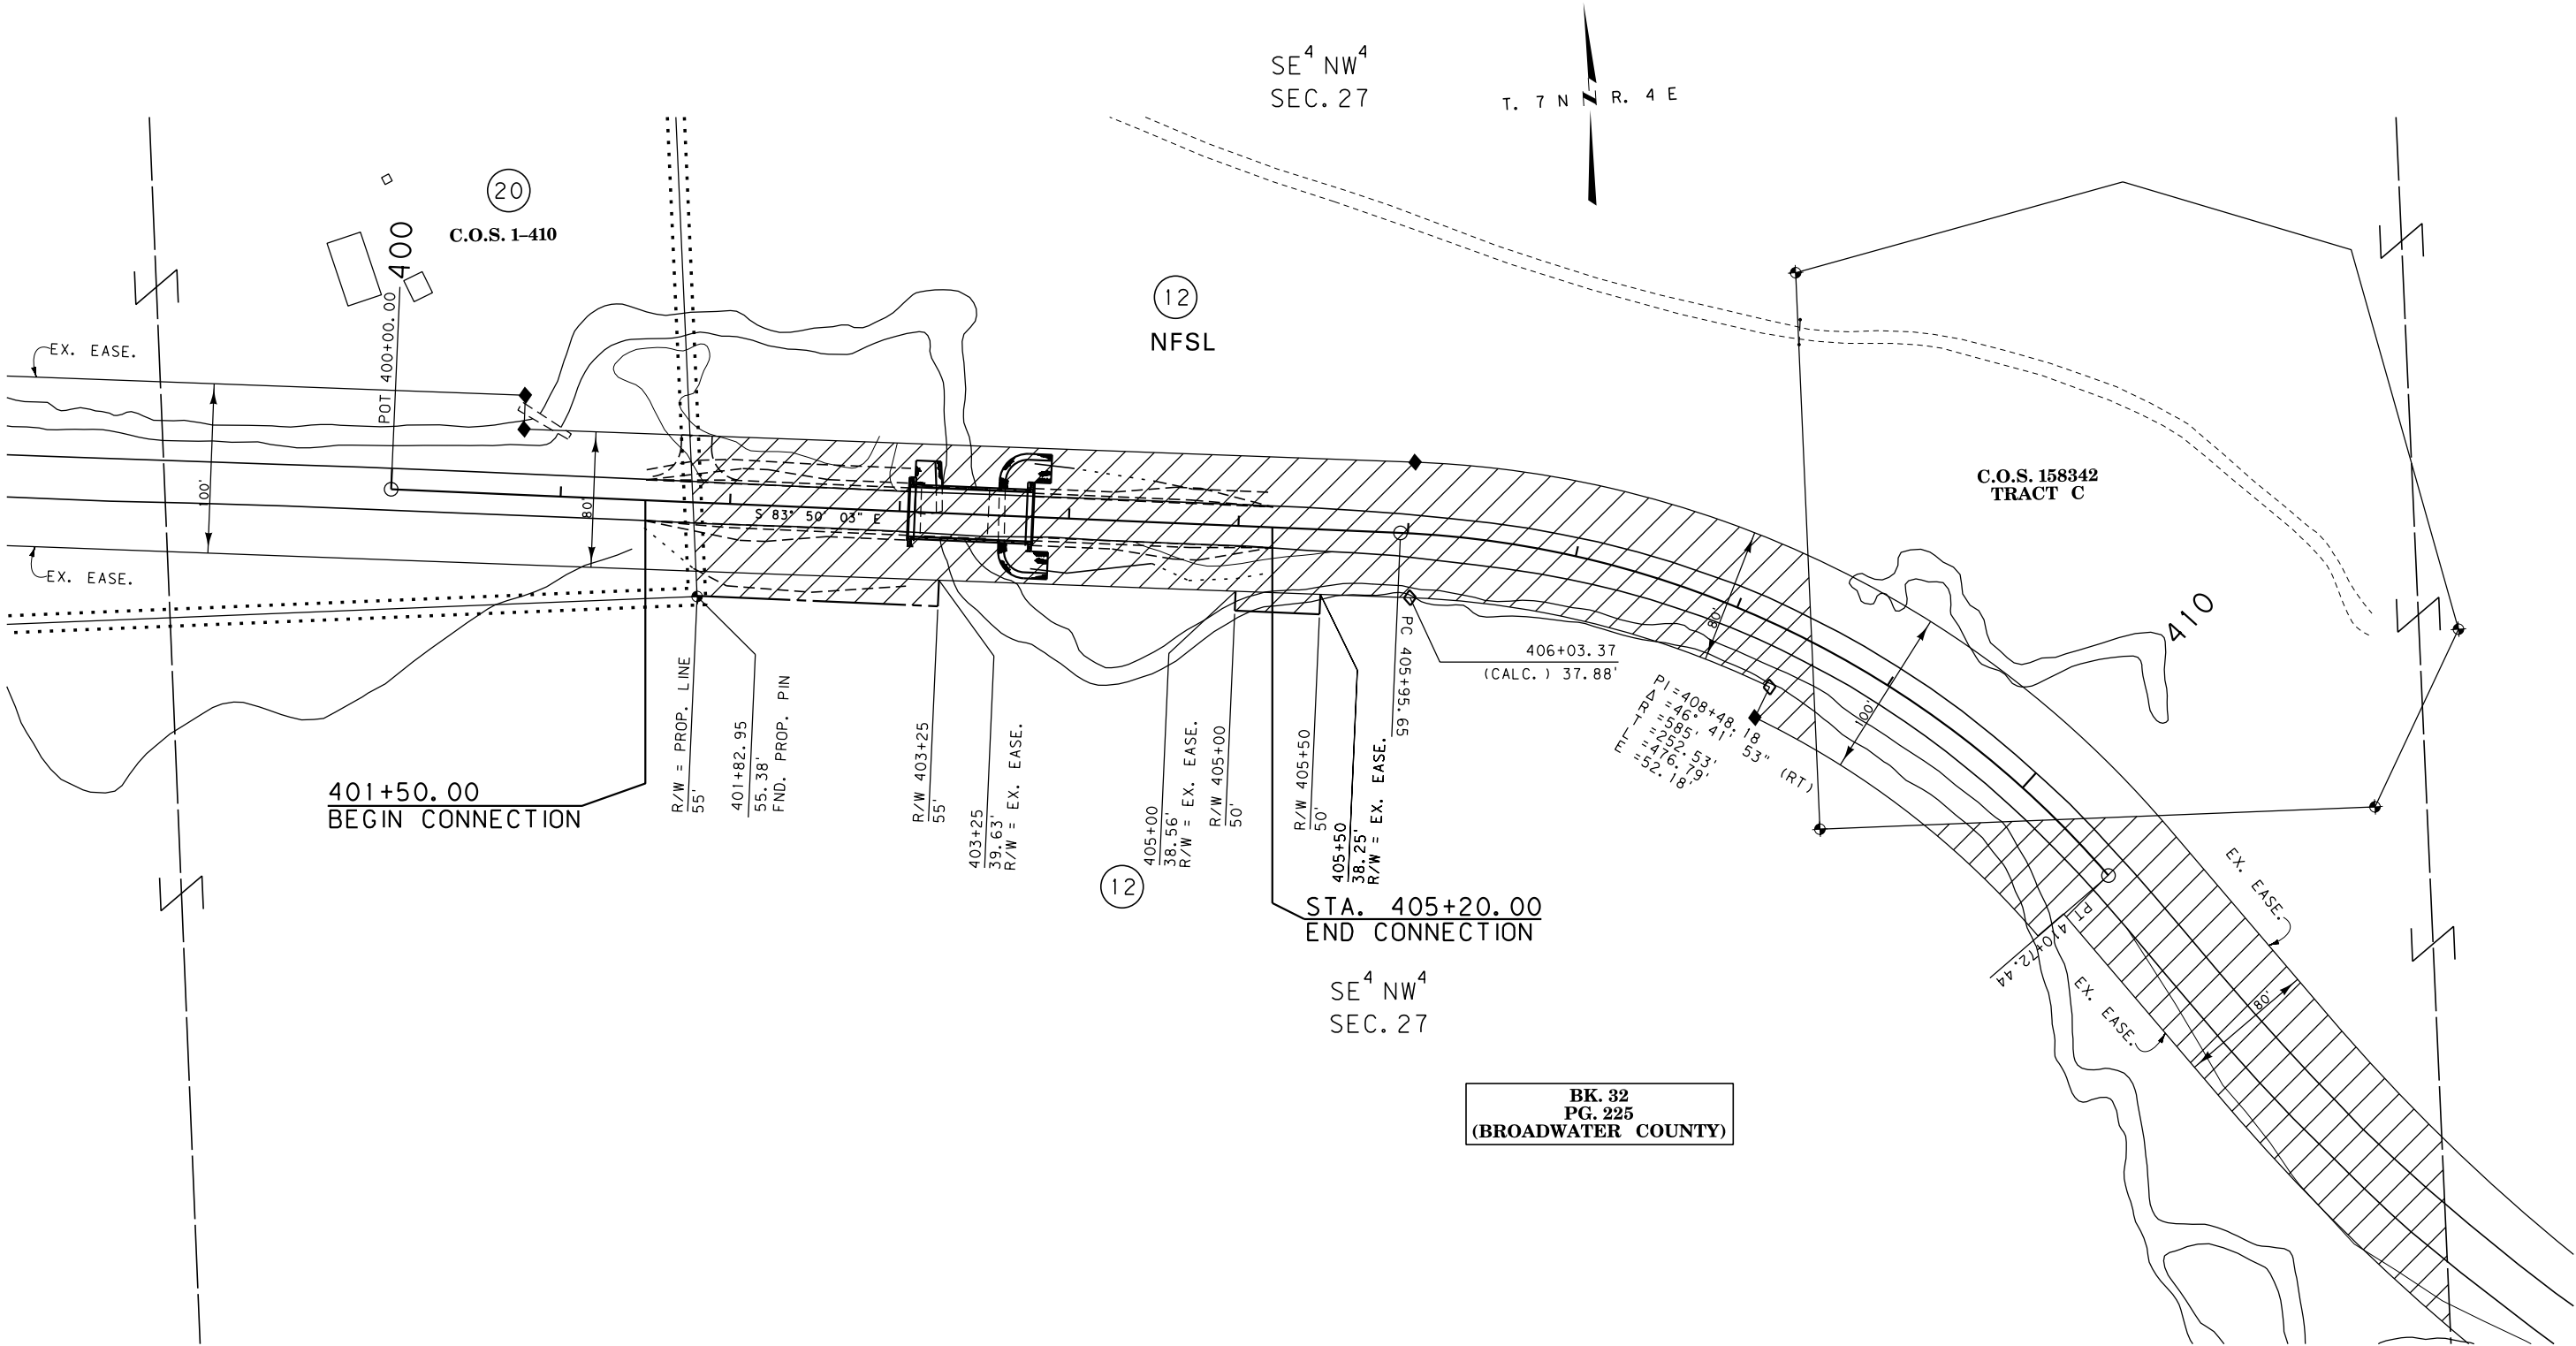 SE4 NW4
SEC. 27
T. 7 N R. 4 E
20
C.O.S. 1-410
400
POT 400+00.00
12
NFSL
EX. EASE.
100'
80'
S 83° 50' 03" E
EX. EASE.
C.O.S. 158342
TRACT C
410
80'
100'
406+03.37
(CALC.) 37.88'
PC 405+95.65
PI =408+48.18
Δ =46° 41' 53" (RT)
R =585'
T =252.53'
L =476.79'
E =52.18'
401+50.00
BEGIN CONNECTION
R/W = PROP. LINE
55'
401+82.95
55.38'
FND. PROP. PIN
R/W 403+25
55'
403+25
39.63'
R/W = EX. EASE.
405+00
38.56'
R/W = EX. EASE.
R/W 405+00
50'
R/W 405+50
50'
405+50
38.25'
R/W = EX. EASE.
12
STA. 405+20.00
END CONNECTION
SE4 NW4
SEC. 27
EX. EASE.
PT 410+72.44
EX. EASE.
80'
BK. 32
PG. 225
(BROADWATER COUNTY)